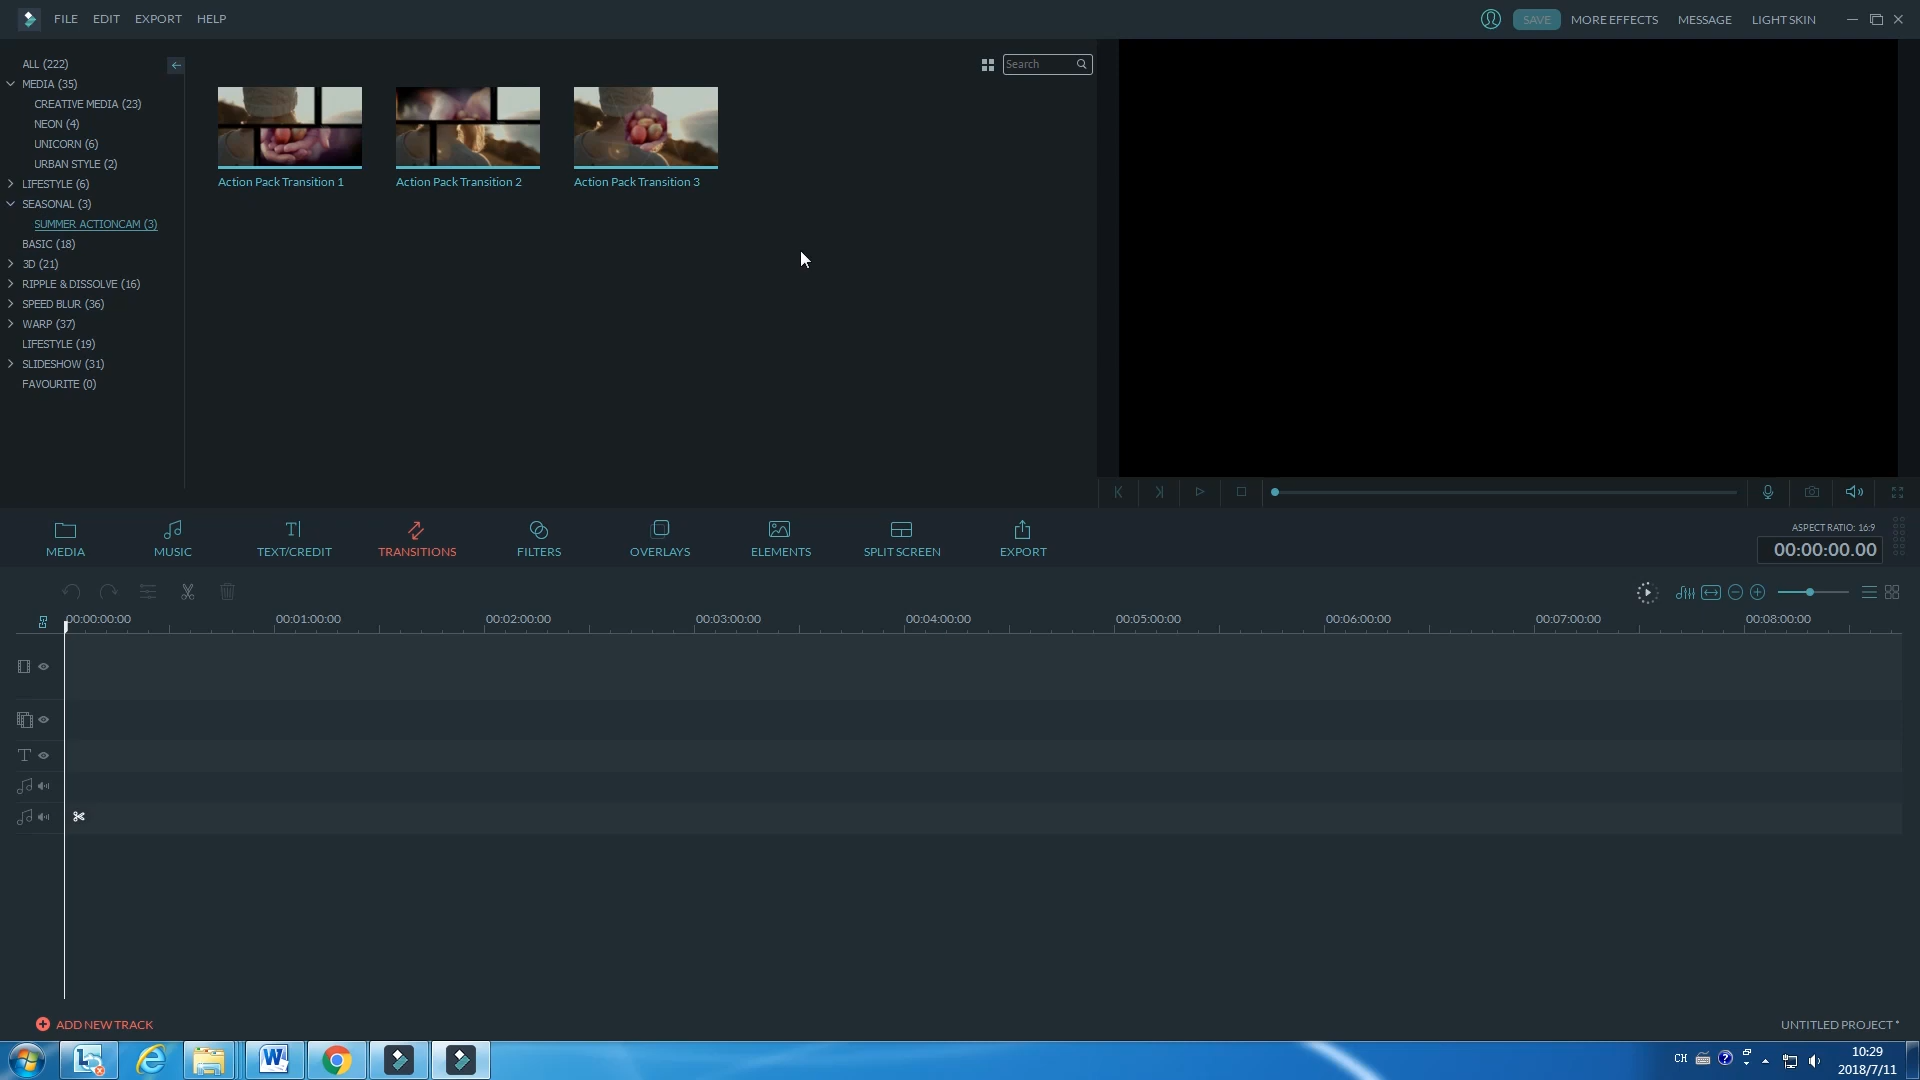 FILE EDIT EXPORT HELP
SAVE MORE EFFECTS MESSAGE LIGHT SKIN
ALL (222)
MEDIA (35)
CREATIVE MEDIA (23)
NEON (4)
UNICORN (6)
URBAN STYLE (2)
LIFESTYLE (6)
SEASONAL (3)
SUMMER ACTIONCAM (3)
BASIC (18)
3D (21)
RIPPLE & DISSOLVE (16)
SPEED BLUR (36)
WARP (37)
LIFESTYLE (19)
SLIDESHOW (31)
FAVOURITE (0)
Search
Action Pack Transition 1
Action Pack Transition 2
Action Pack Transition 3
MEDIA
MUSIC
TEXT/CREDIT
TRANSITIONS
FILTERS
OVERLAYS
ELEMENTS
SPLIT SCREEN
EXPORT
ASPECT RATIO: 16:9
00:00:00.00
00:00:00:00 00:01:00:00 00:02:00:00 00:03:00:00 00:04:00:00 00:05:00:00 00:06:00:00 00:07:00:00 00:08:00:00
ADD NEW TRACK
UNTITLED PROJECT *
CH
10:29
2018/7/11